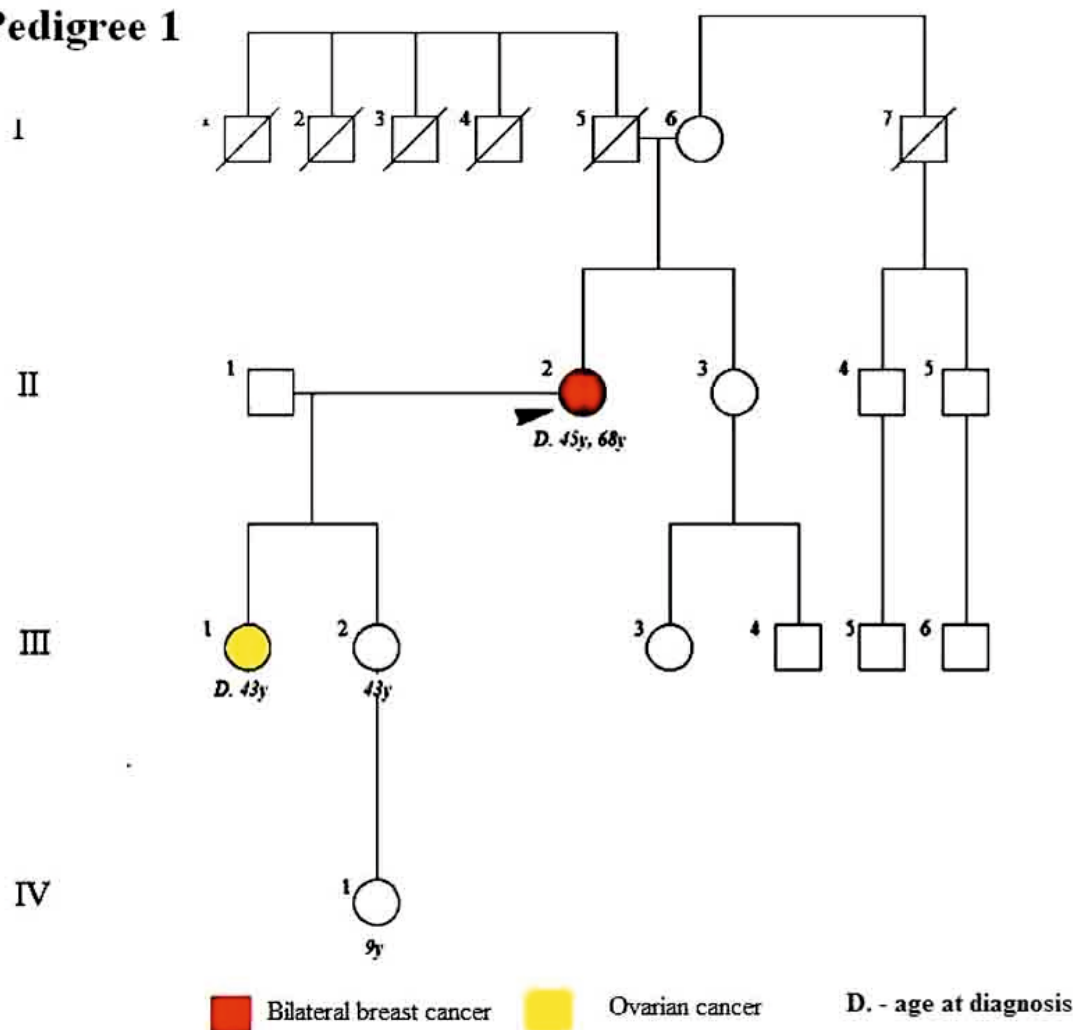 Pedigree 1
I 2 3 4 5 6 7
II 1 2 3 4 5
D. 45y, 68y
III 1 2 3 4 5 6
D. 43y 43y
IV 1
9y
Bilateral breast cancer Ovarian cancer D. - age at diagnosis